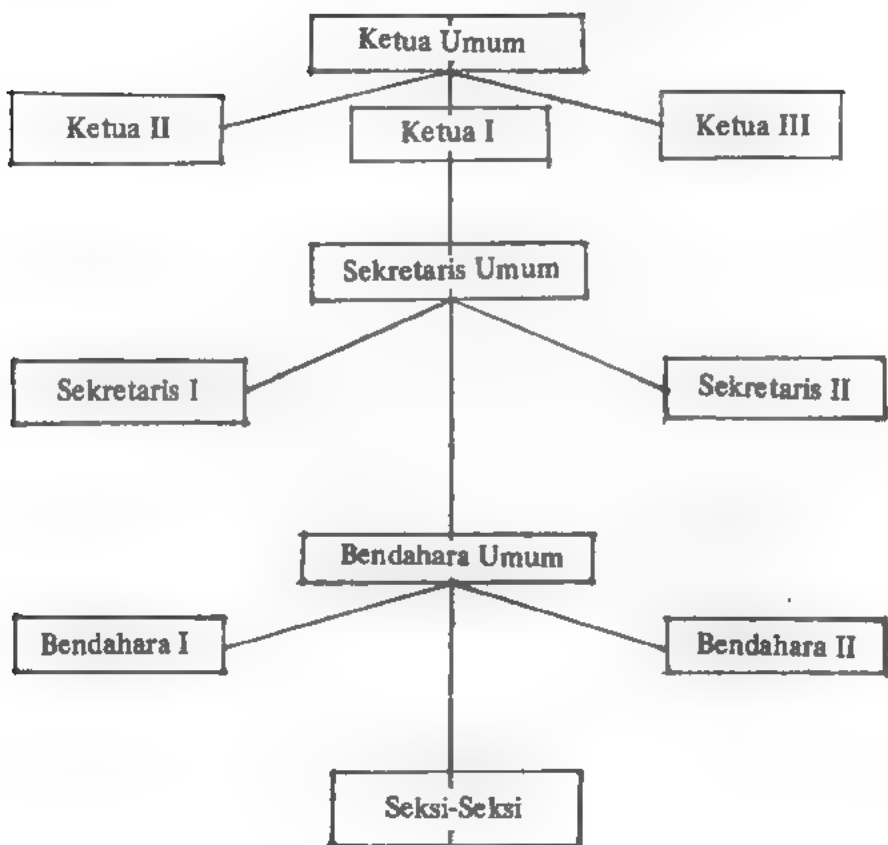 Ketua Umum
Ketua II
Ketua I
Ketua III
Sekretaris Umum
Sekretaris I
Sekretaris II
Bendahara Umum
Bendahara I
Bendahara II
Seksi-Seksi